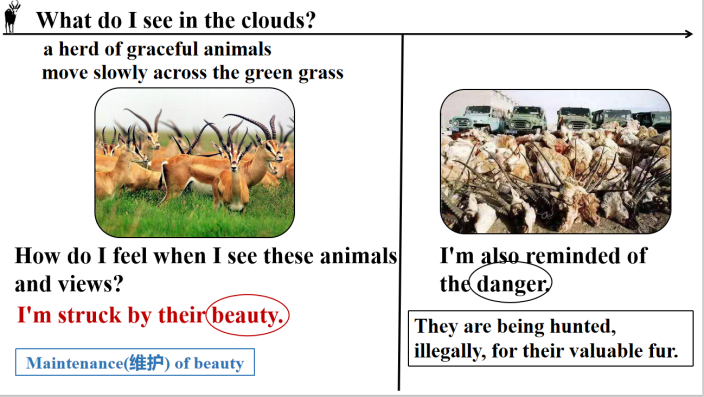 What do I see in the clouds?
a herd of graceful animals
move slowly across the green grass
How do I feel when I see these animals
and views?
I'm struck by their beauty.
Maintenance(维护) of beauty
I'm also reminded of
the danger.
They are being hunted,
illegally, for their valuable fur.